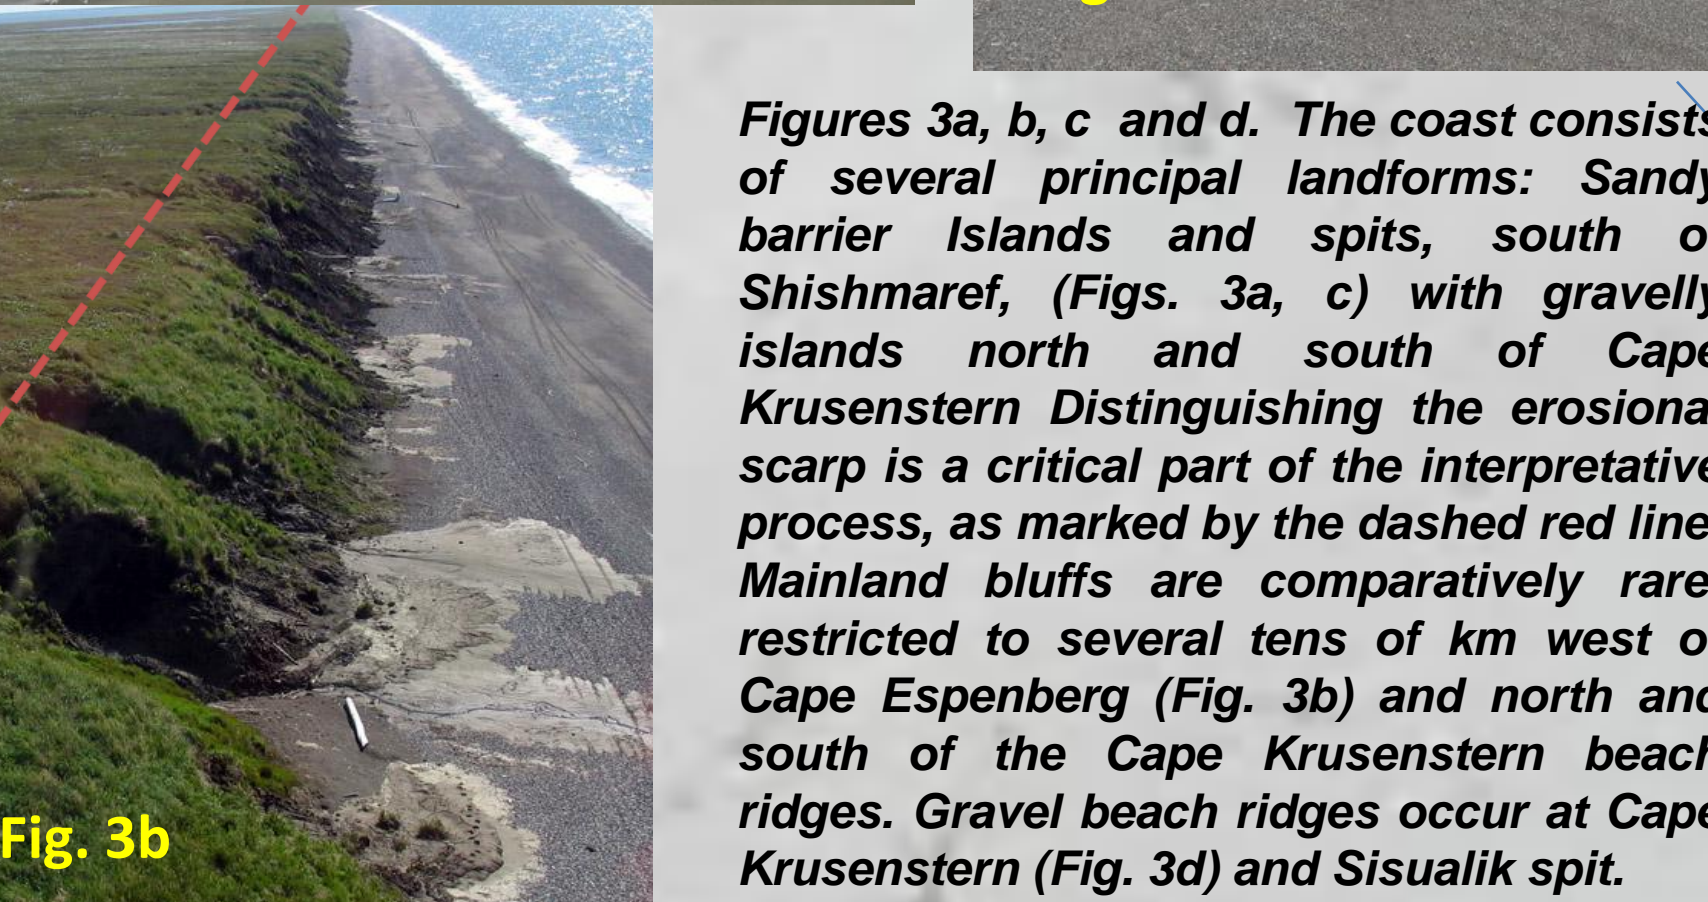 Figures 3a, b, c and d. The coast consists
of several principal landforms: Sandy
barrier Islands and spits, south o
Shishmaref, (Figs. 3a, c) with gravelly
islands north and south of Cape
Krusenstern Distinguishing the erosiona
scarp is a critical part of the interpretative
process, as marked by the dashed red line
Mainland bluffs are comparatively rare
restricted to several tens of km west o
Cape Espenberg (Fig. 3b) and north and
south of the Cape Krusenstern beach
ridges. Gravel beach ridges occur at Cape
Krusenstern (Fig. 3d) and Sisualik spit.
Fig. 3b